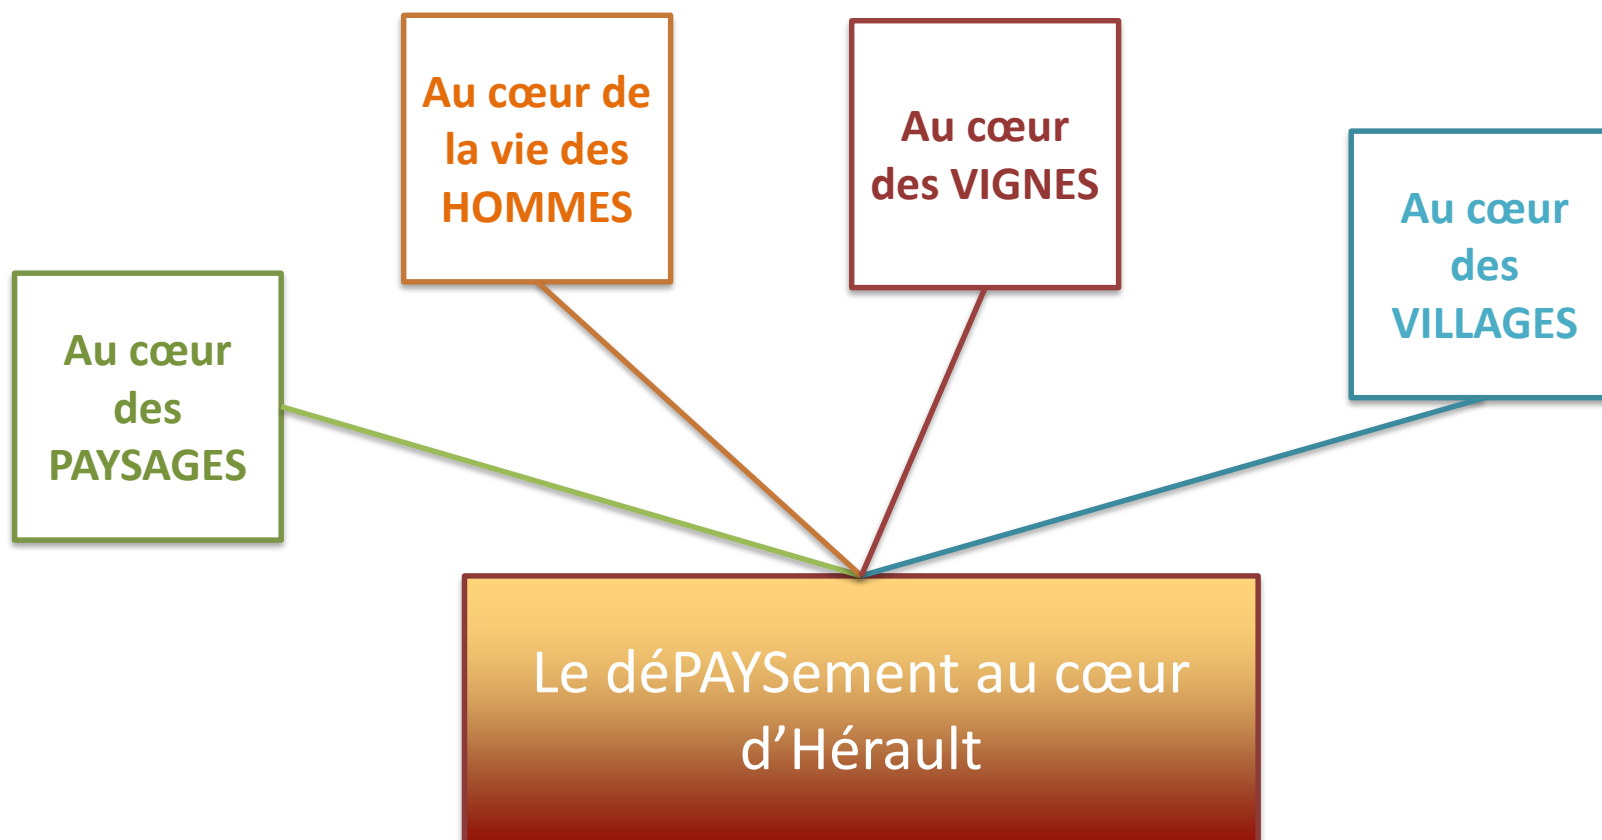 Au cœur de
la vie des
HOMMES
Au cœur
des VIGNES
Au cœur
des
VILLAGES
Au cœur
des
PAYSAGES
Le déPAYSement au cœur
d’Hérault